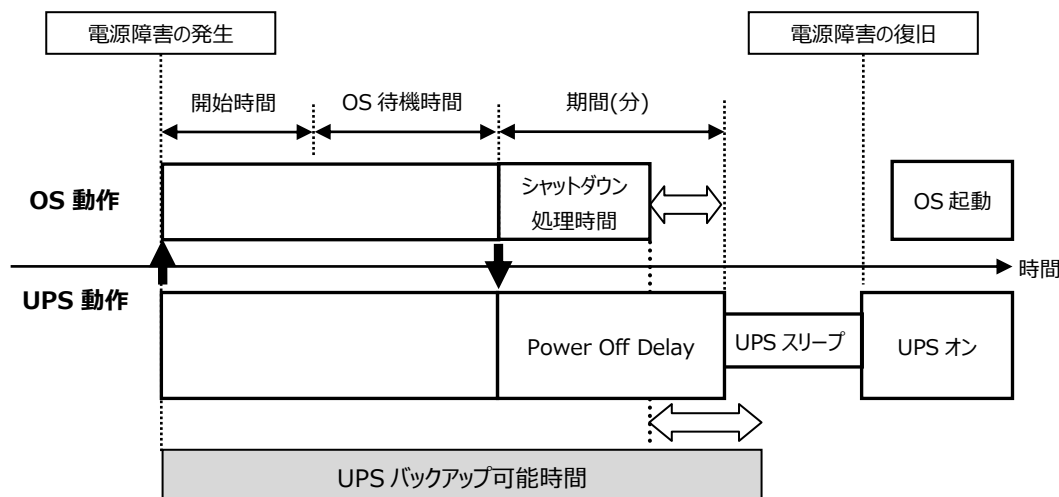 電源障害の発生
電源障害の復旧
開始時間
OS 待機時間
期間(分)
OS 動作
シャットダウン
処理時間
OS 起動
時間
UPS 動作
Power Off Delay
UPS スリープ
UPS オン
UPS バックアップ可能時間